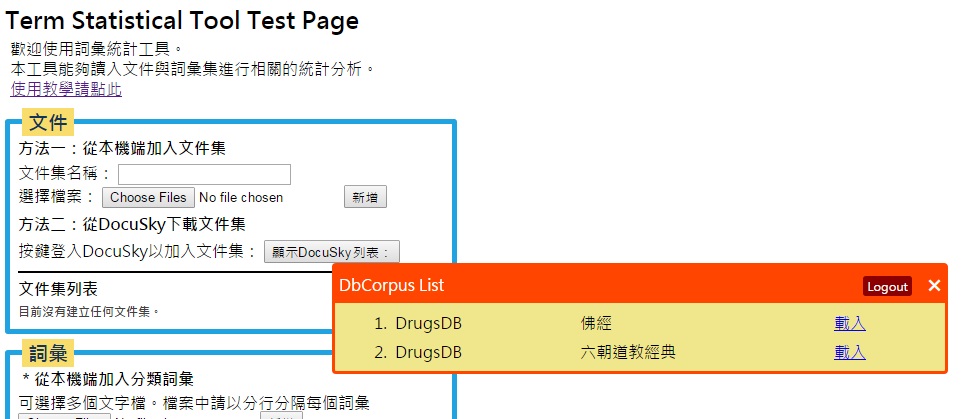 Term Statistical Tool Test Page
歡迎使用詞彙統計工具。
本工具能夠讀入文件與詞彙集進行相關的統計分析。
使用教學請點此
文件
方法一：從本機端加入文件集
文件集名稱：
選擇檔案： Choose Files No file chosen 新增
方法二：從DocuSky下載文件集
按鍵登入DocuSky以加入文件集： 顯示DocuSky列表：
文件集列表
目前沒有建立任何文件集。
DbCorpus List Logout ×
1. DrugsDB 佛經 載入
2. DrugsDB 六朝道教經典 載入
詞彙
* 從本機端加入分類詞彙
可選擇多個文字檔。檔案中請以分行分隔每個詞彙